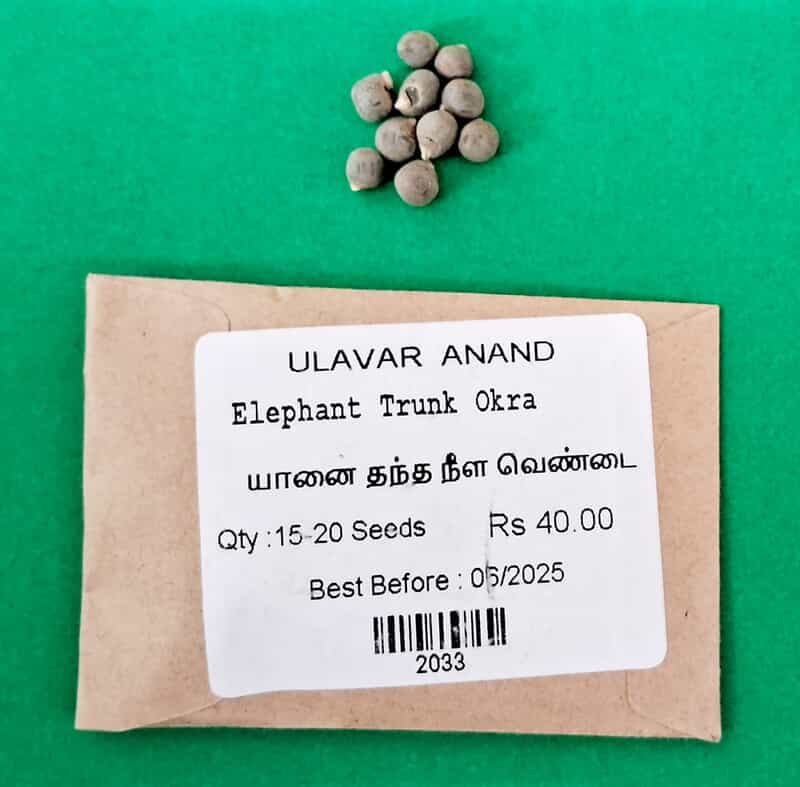 ULAVAR ANAND
Elephant Trunk Okra
யானை தந்த நீள வெண்டை
Qty :15-20 Seeds Rs 40.00
Best Before : 06/2025
2033